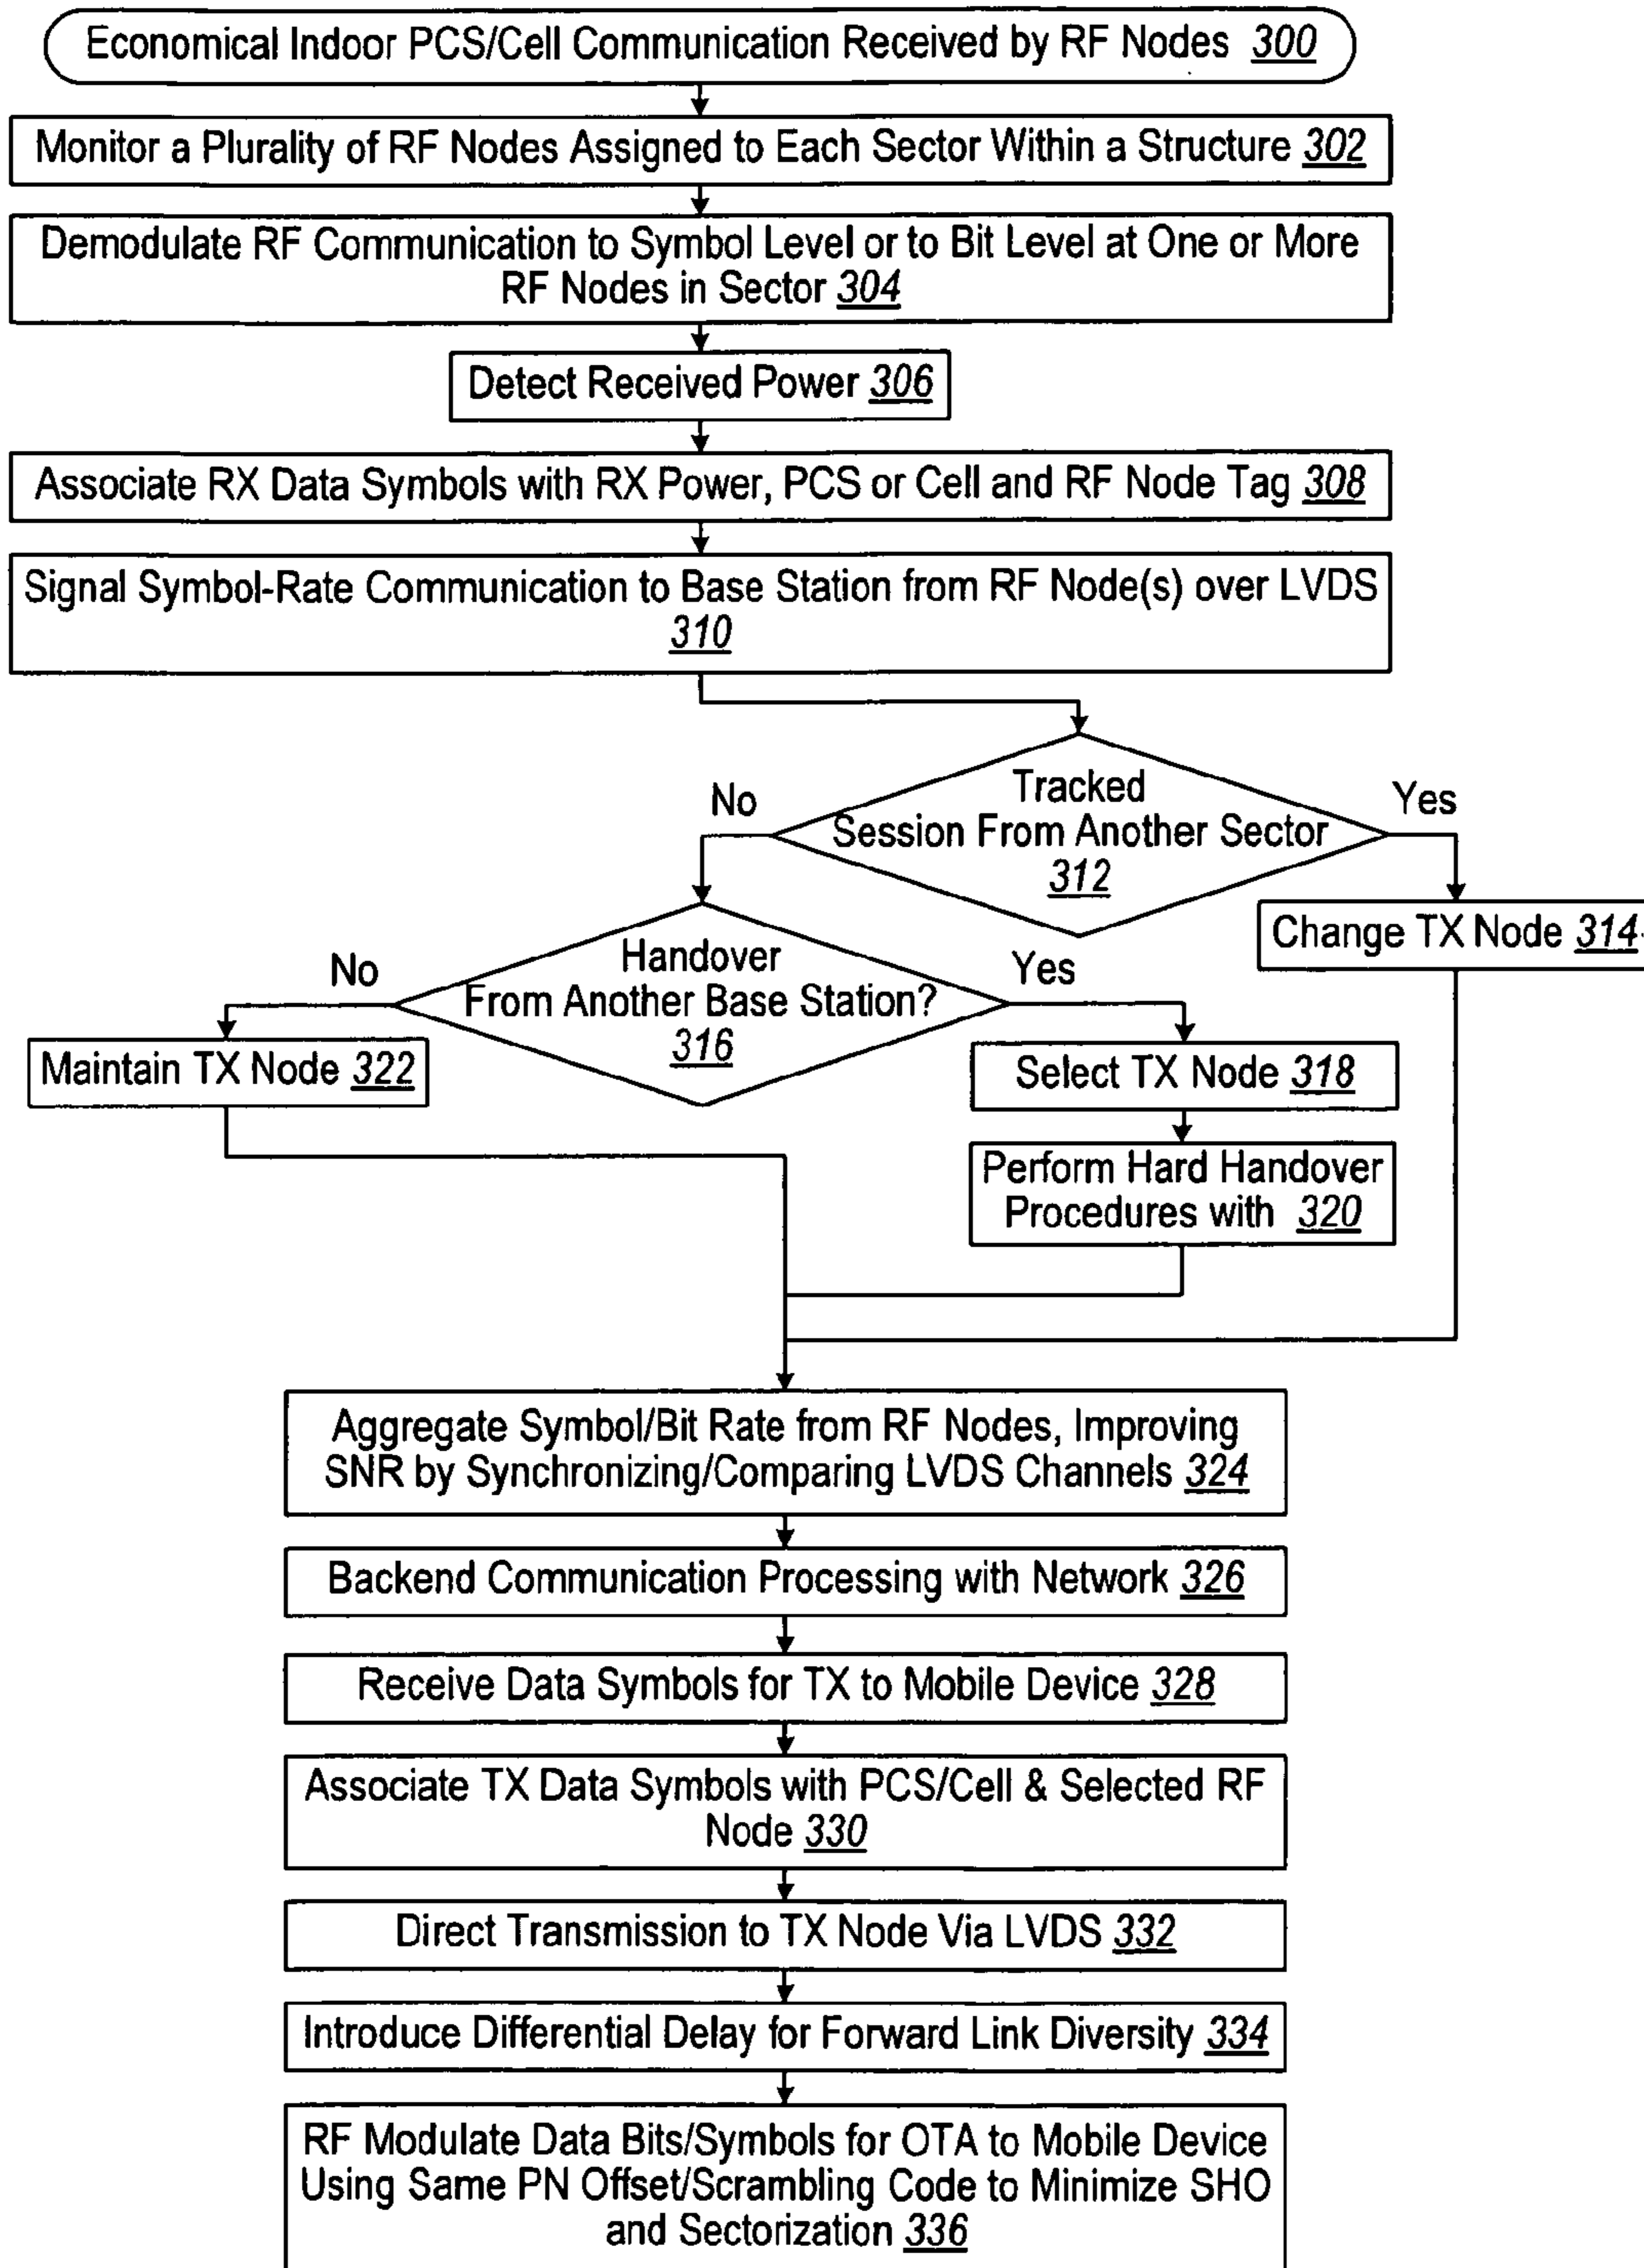 Economical Indoor PCS/Cell Communication Received by RF Nodes 300
Monitor a Plurality of RF Nodes Assigned to Each Sector Within a Structure 302
Demodulate RF Communication to Symbol Level or to Bit Level at One or More
RF Nodes in Sector 304
Detect Received Power 306
Associate RX Data Symbols with RX Power, PCS or Cell and RF Node Tag 308
Signal Symbol-Rate Communication to Base Station from RF Node(s) over LVDS
310
Tracked
Session From Another Sector
312
No
Yes
Change TX Node 314
Handover
From Another Base Station?
316
No
Yes
Maintain TX Node 322
Select TX Node 318
Perform Hard Handover
Procedures with 320
Aggregate Symbol/Bit Rate from RF Nodes, Improving
SNR by Synchronizing/Comparing LVDS Channels 324
Backend Communication Processing with Network 326
Receive Data Symbols for TX to Mobile Device 328
Associate TX Data Symbols with PCS/Cell & Selected RF
Node 330
Direct Transmission to TX Node Via LVDS 332
Introduce Differential Delay for Forward Link Diversity 334
RF Modulate Data Bits/Symbols for OTA to Mobile Device
Using Same PN Offset/Scrambling Code to Minimize SHO
and Sectorization 336